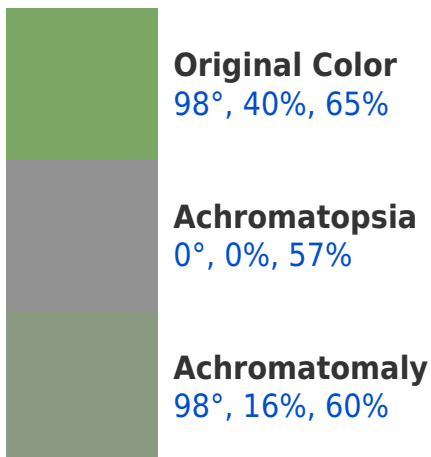 Original Color
98°, 40%, 65%
Achromatopsia
0°, 0%, 57%
Achromatomaly
98°, 16%, 60%